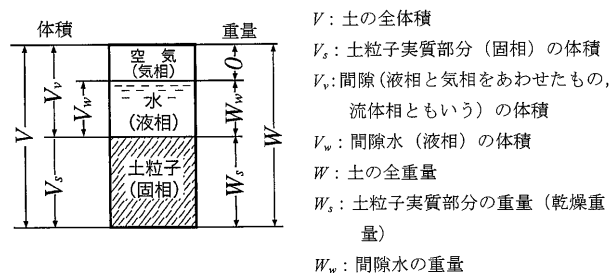 体積
重量
空 気
(気相)
水
(液相)
土粒子
(固相)
V
Vv
Vw
Vs
0
Ww
Ws
W
V:土の全体積
Vs:土粒子実質部分(固相)の体積
Vv:間隙(液相と気相をあわせたもの,
流体相ともいう)の体積
Vw:間隙水(液相)の体積
W:土の全重量
Ws:土粒子実質部分の重量(乾燥重
量)
Ww:間隙水の重量